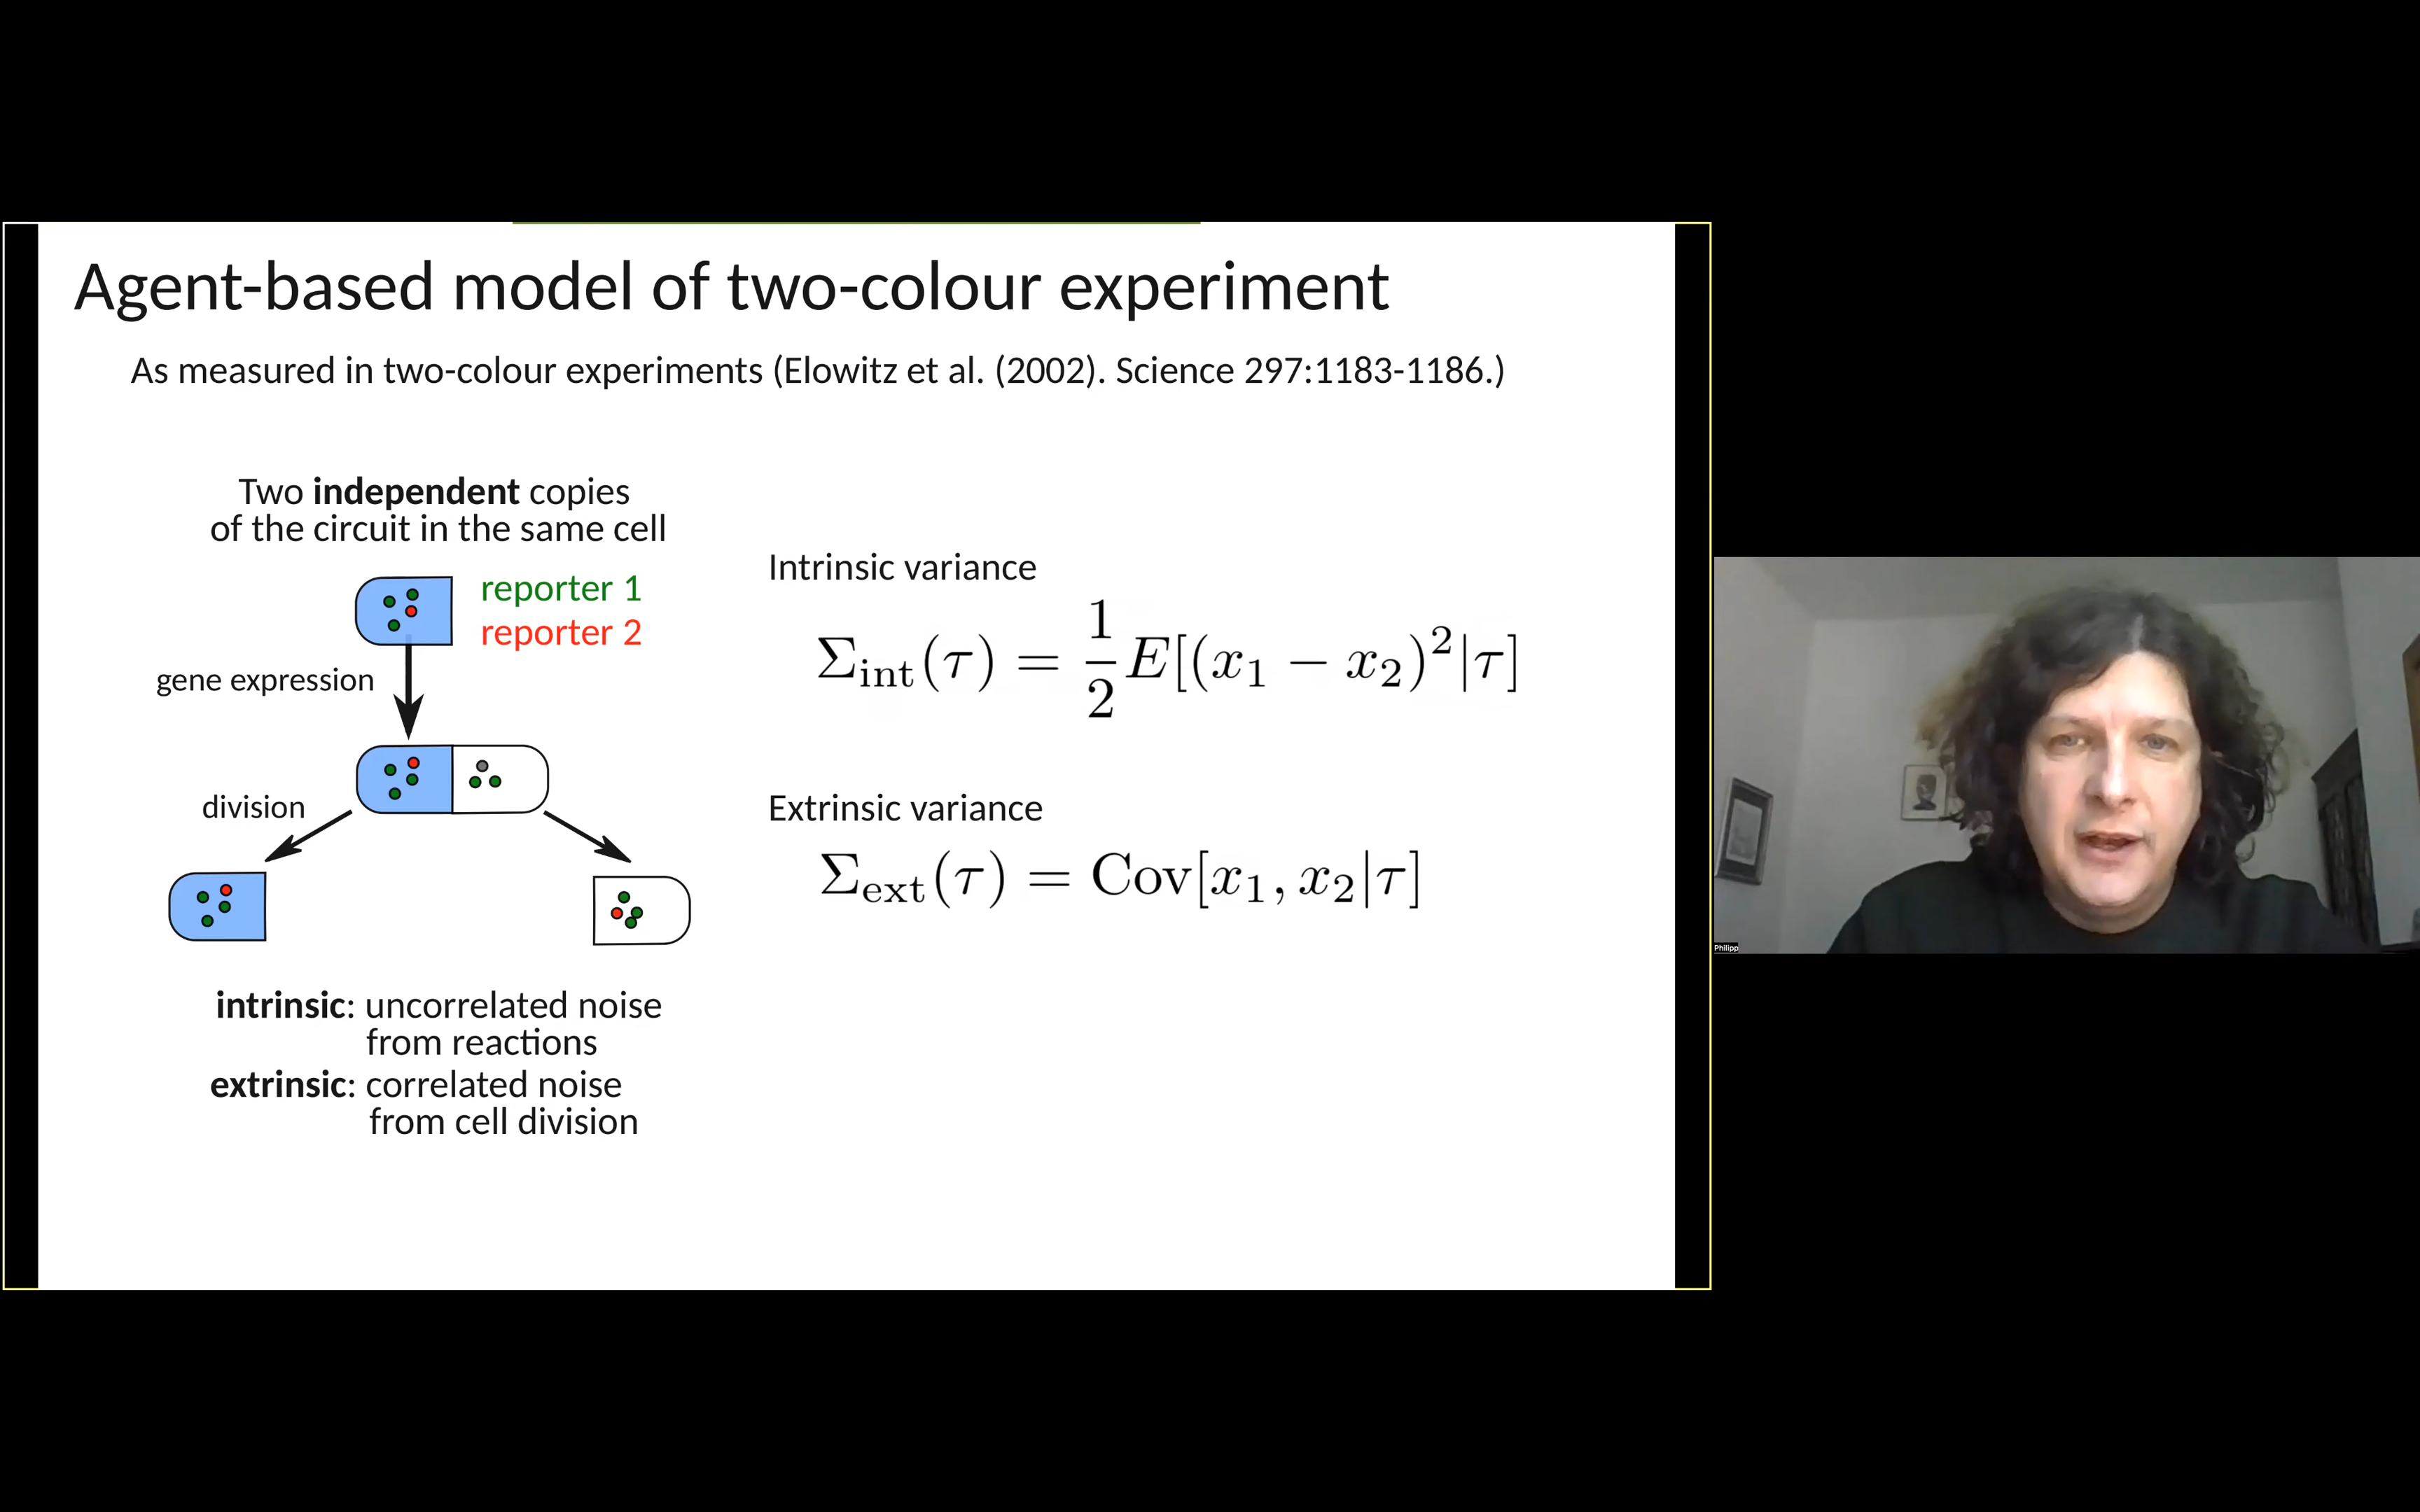 Agent-based model of two-colour experiment
As measured in two-colour experiments (Elowitz et al. (2002). Science 297:1183-1186.)
Two independent copies
of the circuit in the same cell
reporter 1
reporter 2
gene expression
division
intrinsic: uncorrelated noise
from reactions
extrinsic: correlated noise
from cell division
Intrinsic variance
Σ_int(τ) = 1/2 E[(x₁ − x₂)²|τ]
Extrinsic variance
Σ_ext(τ) = Cov[x₁, x₂|τ]
Philipp